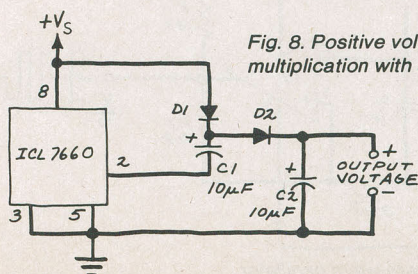 +VS
Fig. 8. Positive vol
multiplication with
8
D1
D2
ICL 7660
2
+
C1
10µF
+
C2
10µF
+
OUTPUT
VOLTAGE
-
3
5